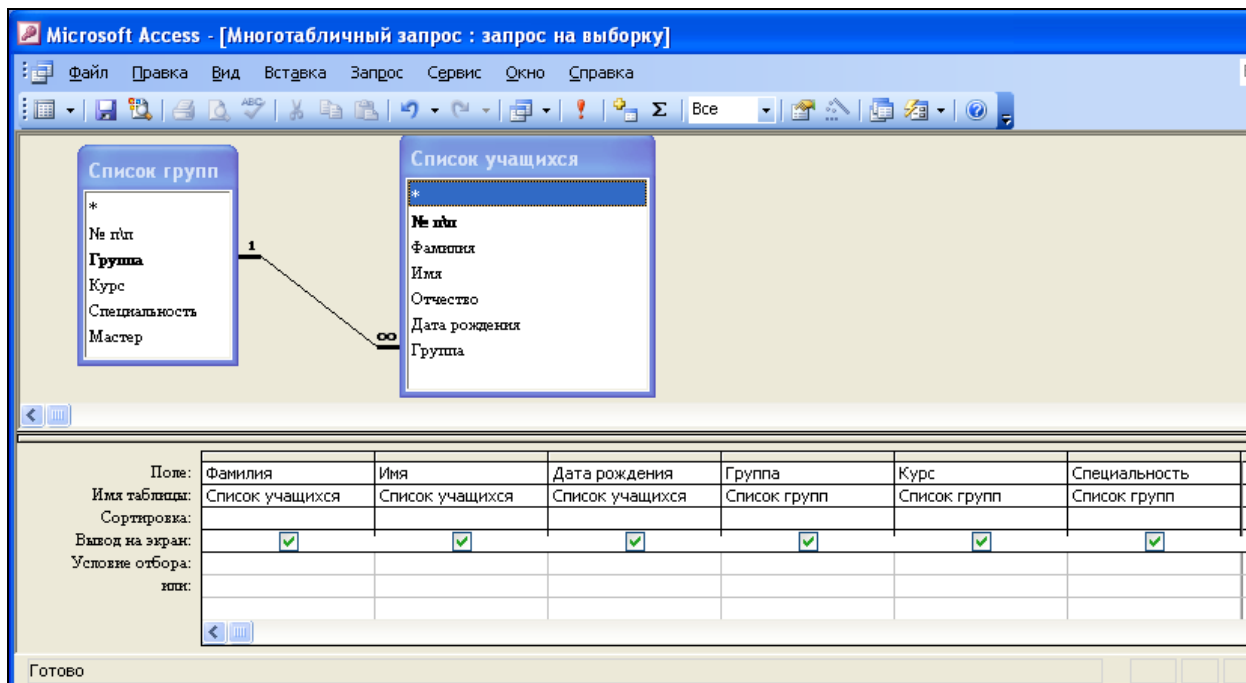 Microsoft Access - [Многотабличный запрос : запрос на выборку]
Файл Правка Вид Вставка Запрос Сервис Окно Справка
ABC Σ Все
Список групп
*
№ п\п
Группа
Курс
Специальность
Мастер
1
∞
Список учащихся
*
№ п\п
Фамилия
Имя
Отчество
Дата рождения
Группа
Поле: Фамилия Имя Дата рождения Группа Курс Специальность
Имя таблицы: Список учащихся Список учащихся Список учащихся Список групп Список групп Список групп
Сортировка:
Вывод на экран:
Условие отбора:
или:
Готово